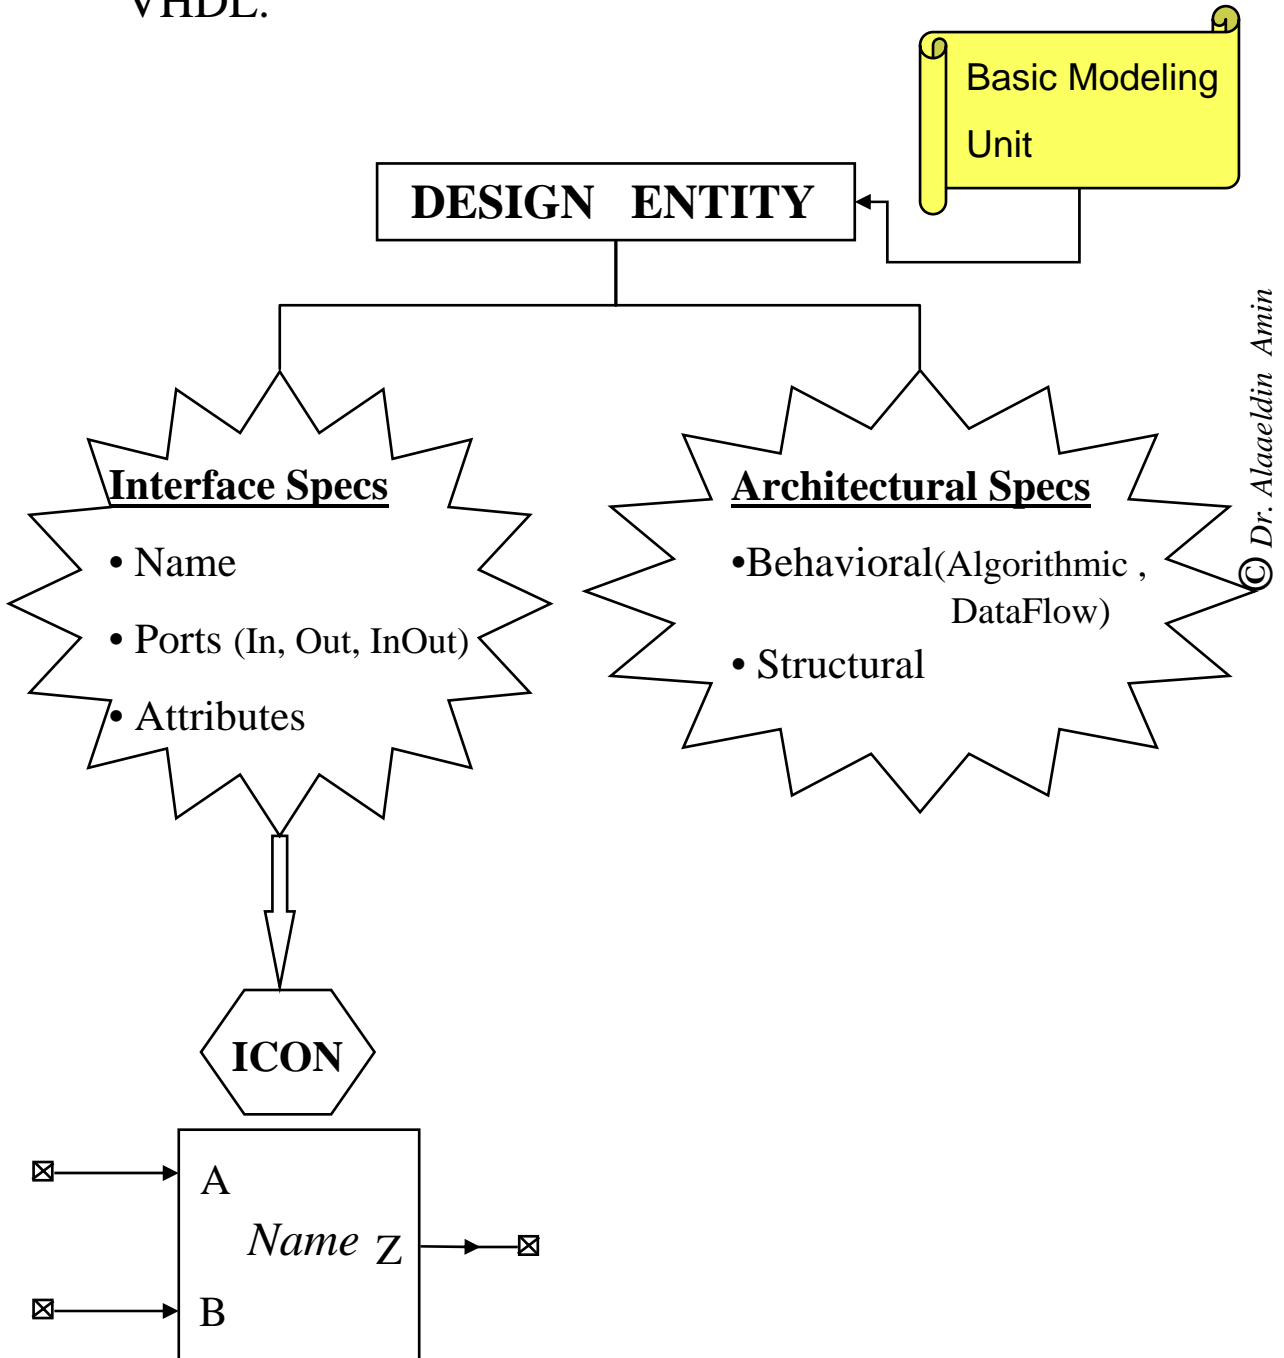 VHDL.
Basic Modeling
Unit
DESIGN ENTITY
Interface Specs
• Name
• Ports (In, Out, InOut)
• Attributes
Architectural Specs
•Behavioral(Algorithmic ,
DataFlow)
• Structural
© Dr. Alaaeldin Amin
ICON
A
Name Z
B